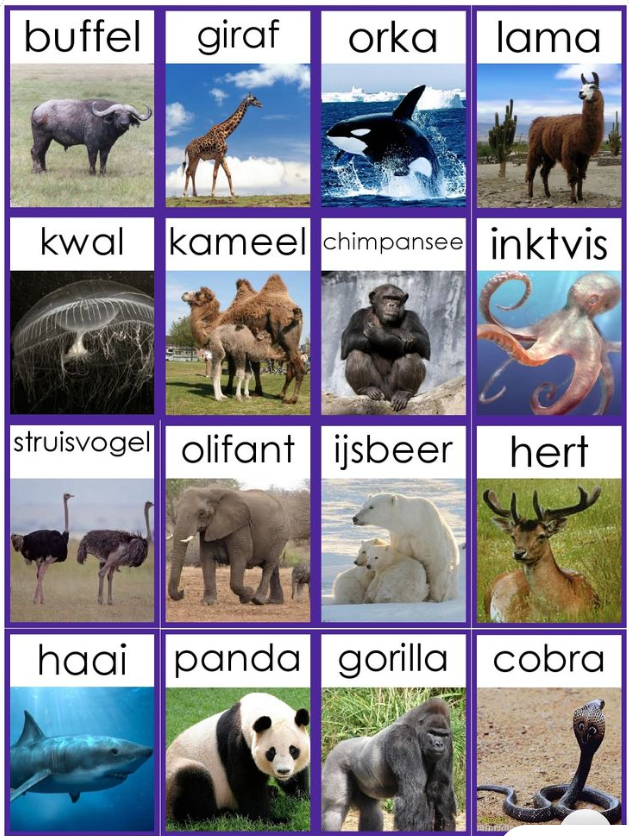 buffel
giraf
orka
lama
kwal
kameel
chimpansee
inktvis
struisvogel
olifant
ijsbeer
hert
haai
panda
gorilla
cobra